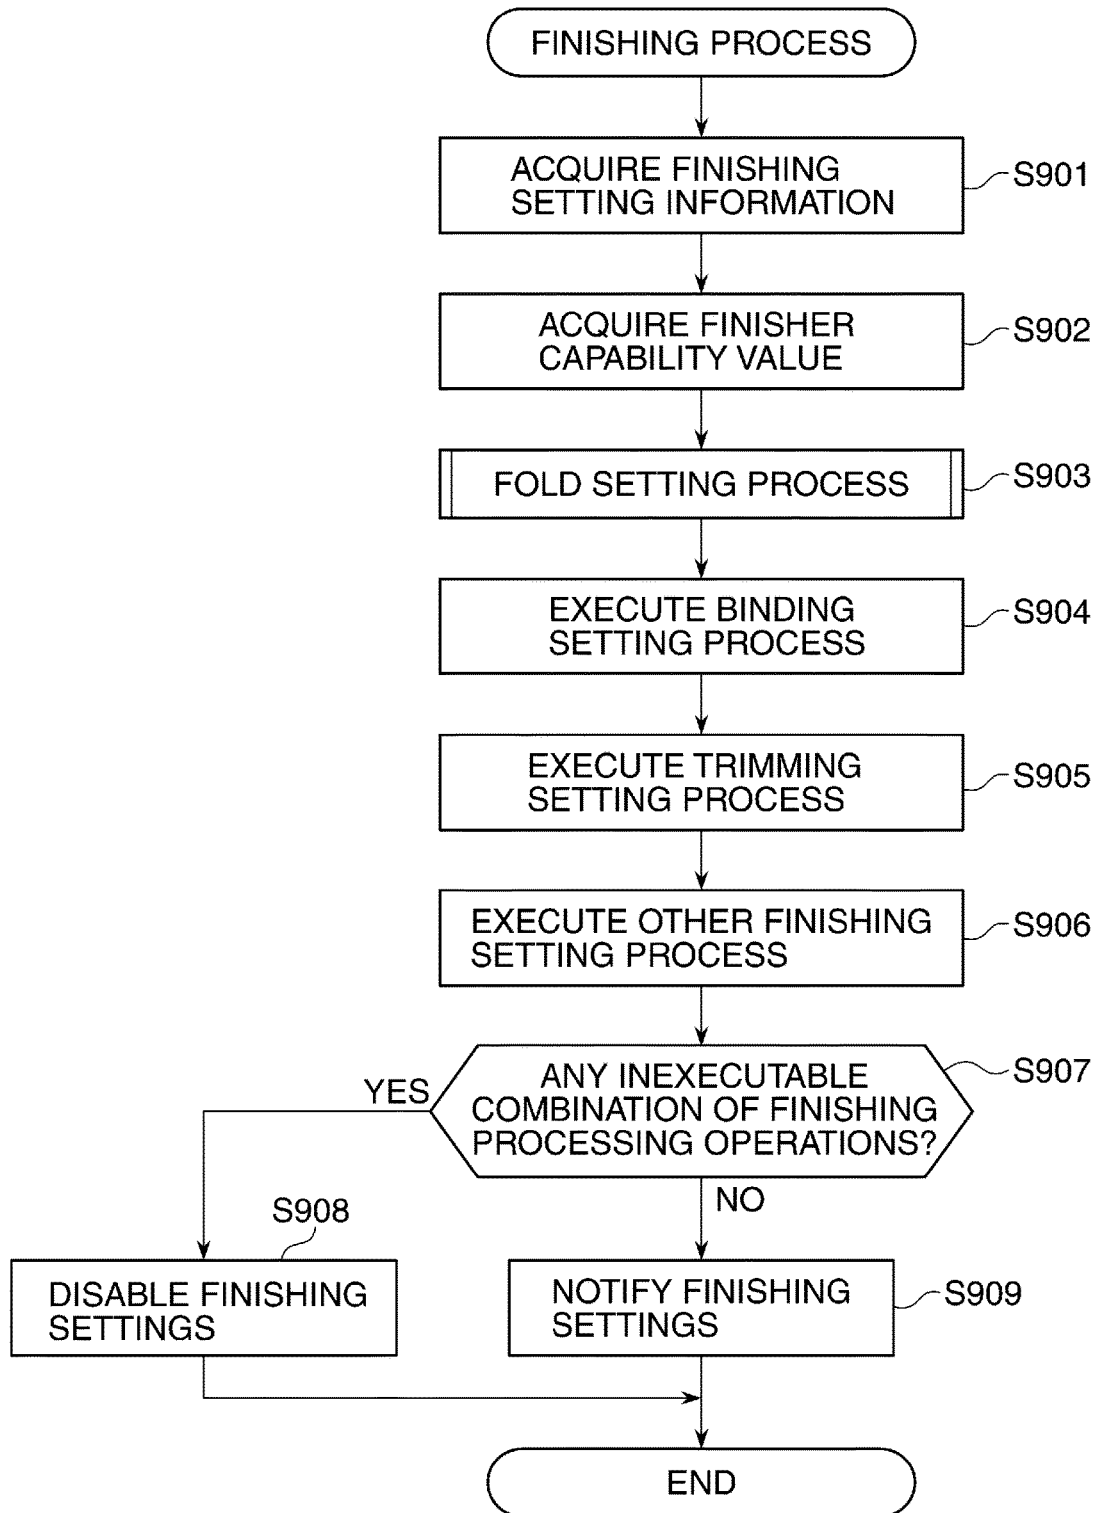 FINISHING PROCESS
ACQUIRE FINISHING
SETTING INFORMATION
S901
ACQUIRE FINISHER
CAPABILITY VALUE
S902
FOLD SETTING PROCESS
S903
EXECUTE BINDING
SETTING PROCESS
S904
EXECUTE TRIMMING
SETTING PROCESS
S905
EXECUTE OTHER FINISHING
SETTING PROCESS
S906
ANY INEXECUTABLE
COMBINATION OF FINISHING
PROCESSING OPERATIONS?
S907
YES
NO
S908
DISABLE FINISHING
SETTINGS
NOTIFY FINISHING
SETTINGS
S909
END